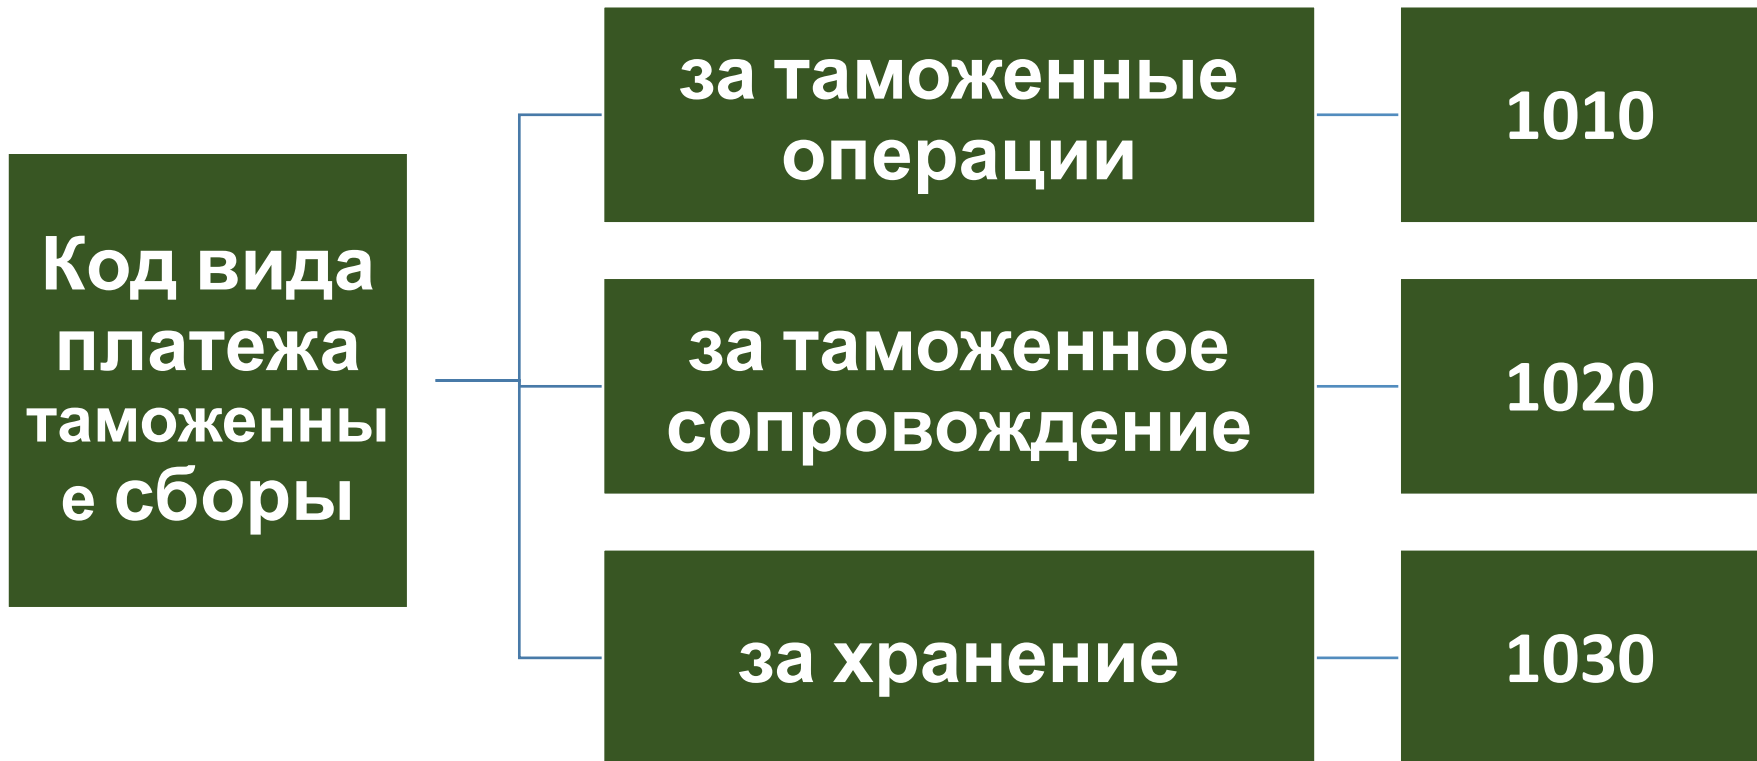 Код вида
платежа
таможенны
е сборы
за таможенные
операции
1010
за таможенное
сопровождение
1020
за хранение
1030